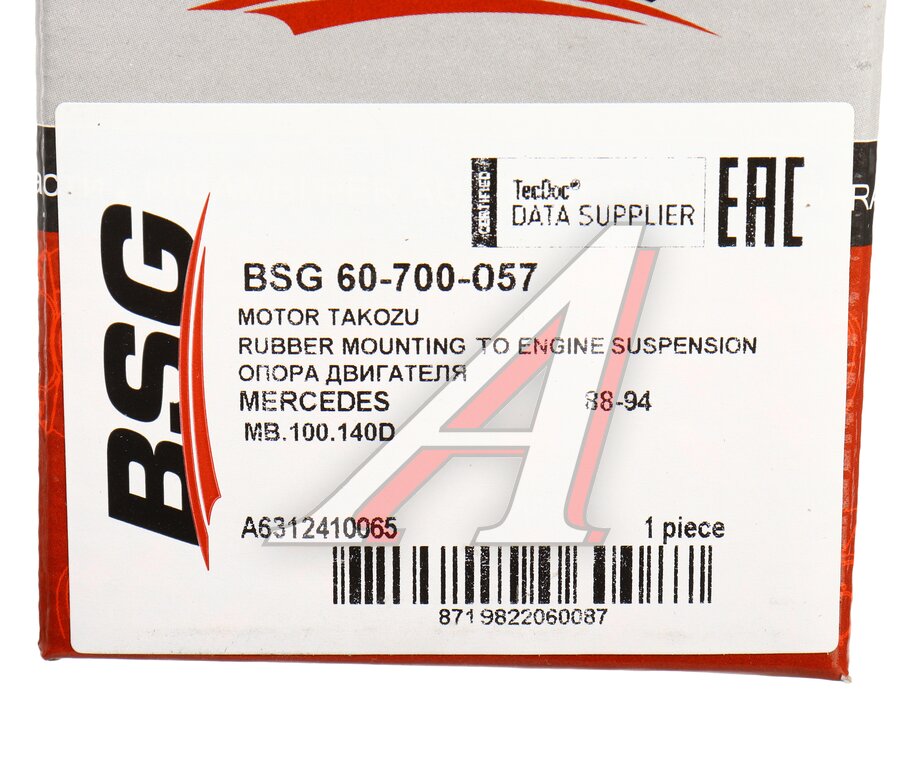 CERTIFIED
TecDoc®
DATA SUPPLIER
EAC
BSG
BSG 60-700-057
MOTOR TAKOZU
RUBBER MOUNTING TO ENGINE SUSPENSION
ОПОРА ДВИГАТЕЛЯ
MERCEDES 88-94
MB.100.140D
A6312410065 1 piece
8719822060087